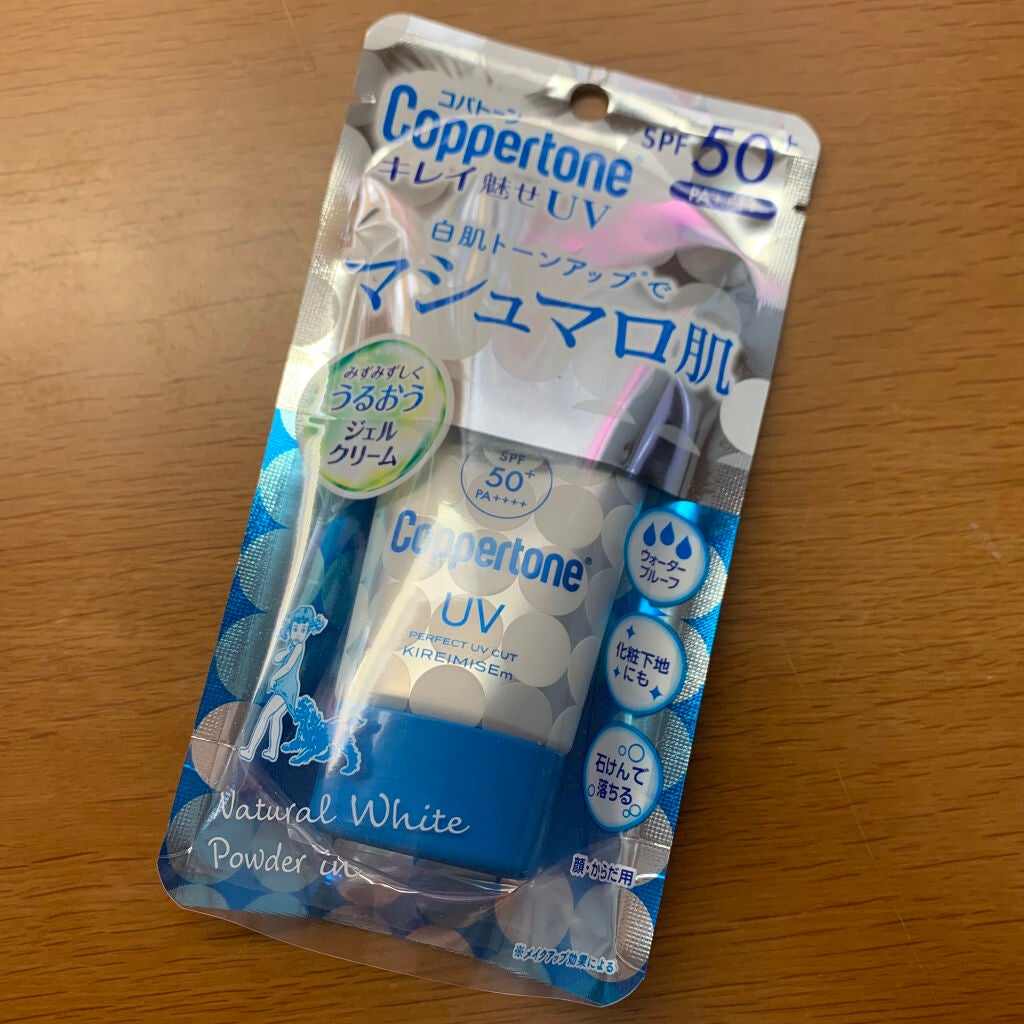 コパトーン
Coppertone®
キレイ魅せUV
SPF 50+
PA++++
白肌トーンアップ※で
マシュマロ肌
みずみずしく
うるおう
ジェル
クリーム
SPF
50+
PA++++
Coppertone®
UV
PERFECT UV CUT
KIREIMISEm
ウォーター
プルーフ
化粧下地
にも
石けんで
落ちる
Natural White
Powder in
顔・からだ用
※メイクアップ効果による